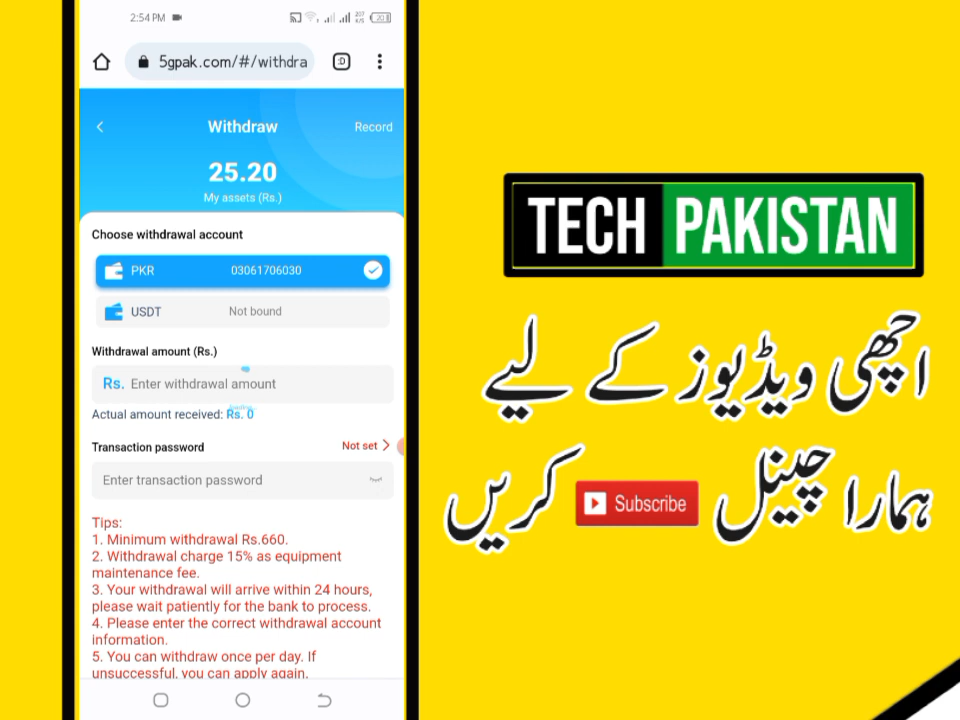 2:54 PM
5gpak.com/#/withdra
:D
Withdraw
Record
25.20
My assets (Rs.)
Choose withdrawal account
PKR 03061706030
USDT Not bound
Withdrawal amount (Rs.)
Rs. Enter withdrawal amount
Actual amount received: Rs. 0
Transaction password Not set
Enter transaction password
Tips:
1. Minimum withdrawal Rs.660.
2. Withdrawal charge 15% as equipment
maintenance fee.
3. Your withdrawal will arrive within 24 hours,
please wait patiently for the bank to process.
4. Please enter the correct withdrawal account
information.
5. You can withdraw once per day. If
unsuccessful, you can apply again.
TECH PAKISTAN
اچھی ویڈیوز کے لیے
ہمارا چینل Subscribe کریں